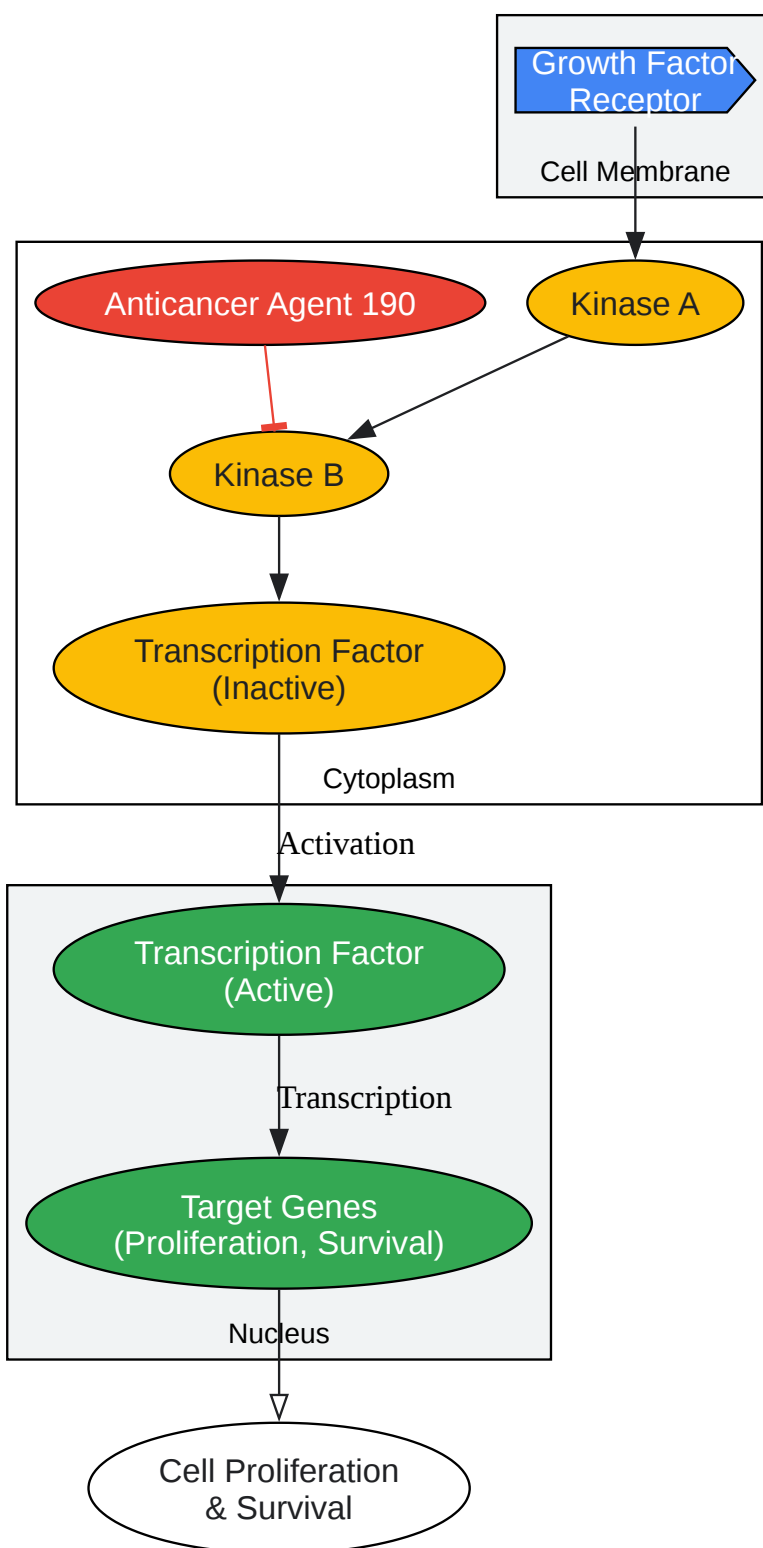 Growth Factor
Receptor
Cell Membrane
Anticancer Agent 190
Kinase A
Kinase B
Transcription Factor
(Inactive)
Cytoplasm
Activation
Transcription Factor
(Active)
Transcription
Target Genes
(Proliferation, Survival)
Nucleus
Cell Proliferation
& Survival